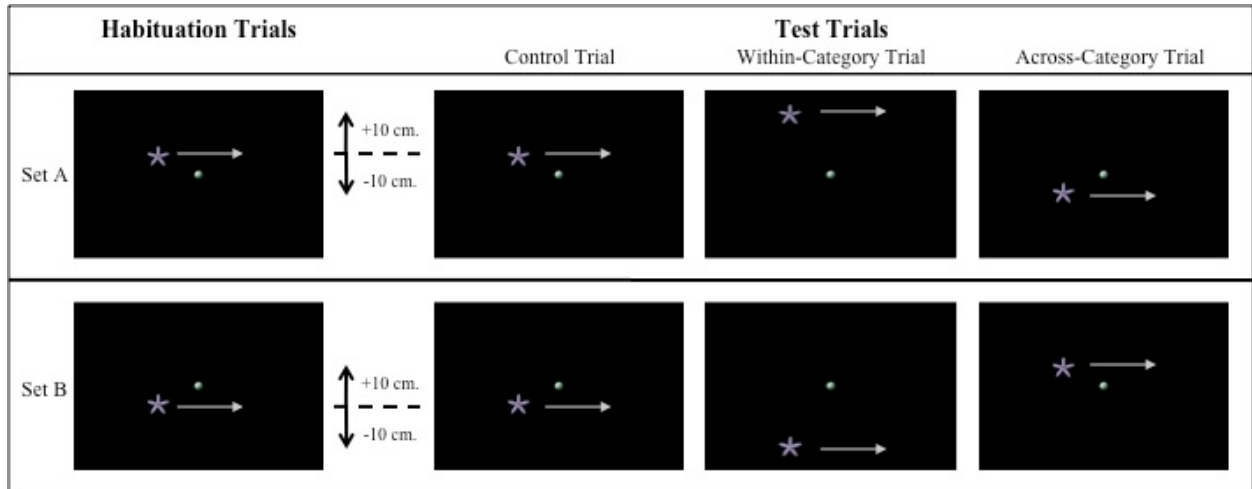 Habituation Trials
Test Trials
Control Trial
Within-Category Trial
Across-Category Trial
Set A
+10 cm.
-10 cm.
Set B
+10 cm.
-10 cm.